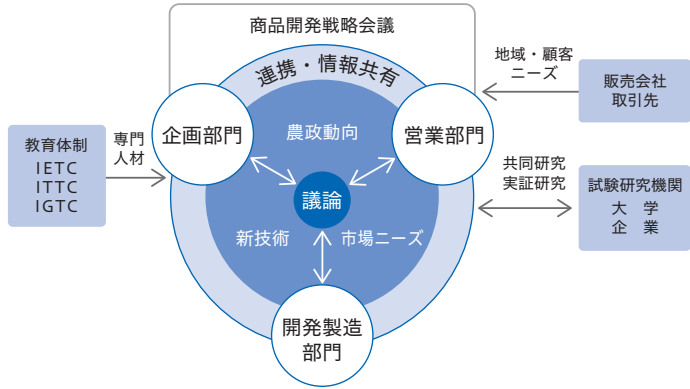 商品開発戦略会議
連携・情報共有
企画部門
農政動向
営業部門
議論
新技術
市場ニーズ
開発製造
部門
教育体制
IETC
ITTC
IGTC
専門
人材
地域・顧客
ニーズ
販売会社
取引先
共同研究
実証研究
試験研究機関
大　学
企　業